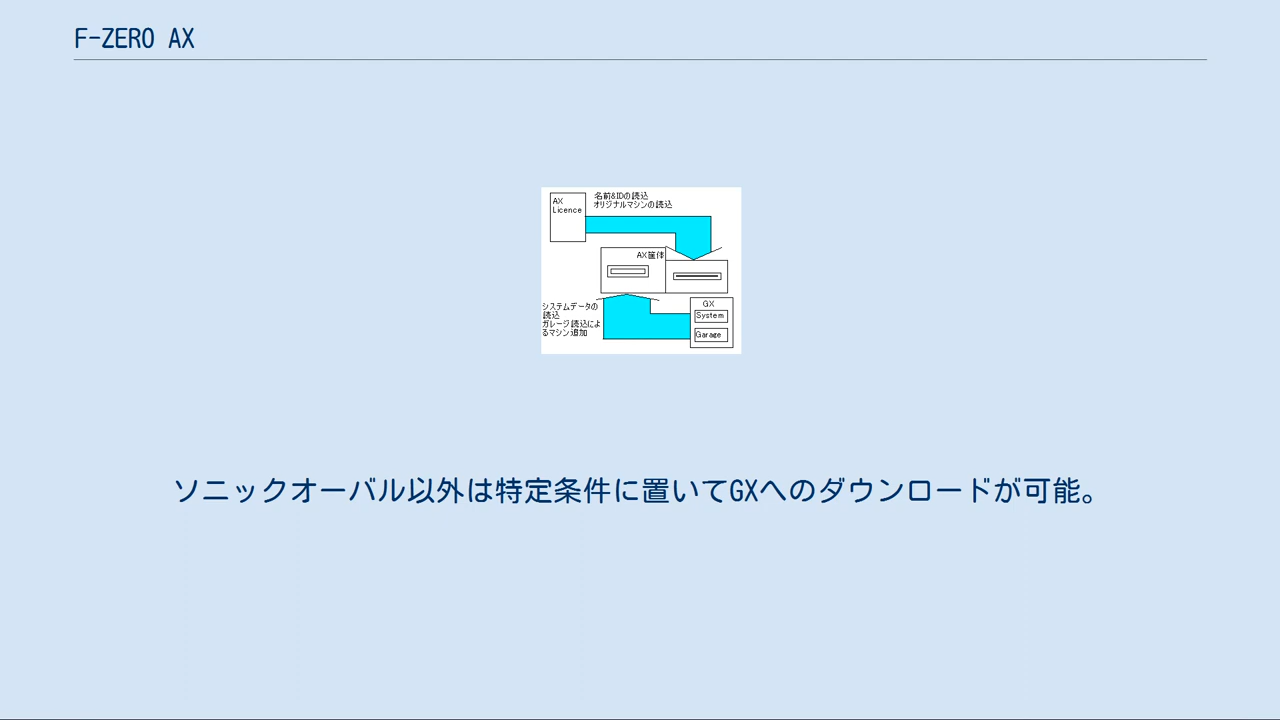 F-ZERO AX
AX
Licence
名前&IDの読込
オリジナルマシンの読込
AX筐体
システムデータの
読込
ガレージ読込によ
るマシン追加
GX
System
Garage
ソニックオーバル以外は特定条件に置いてGXへのダウンロードが可能。